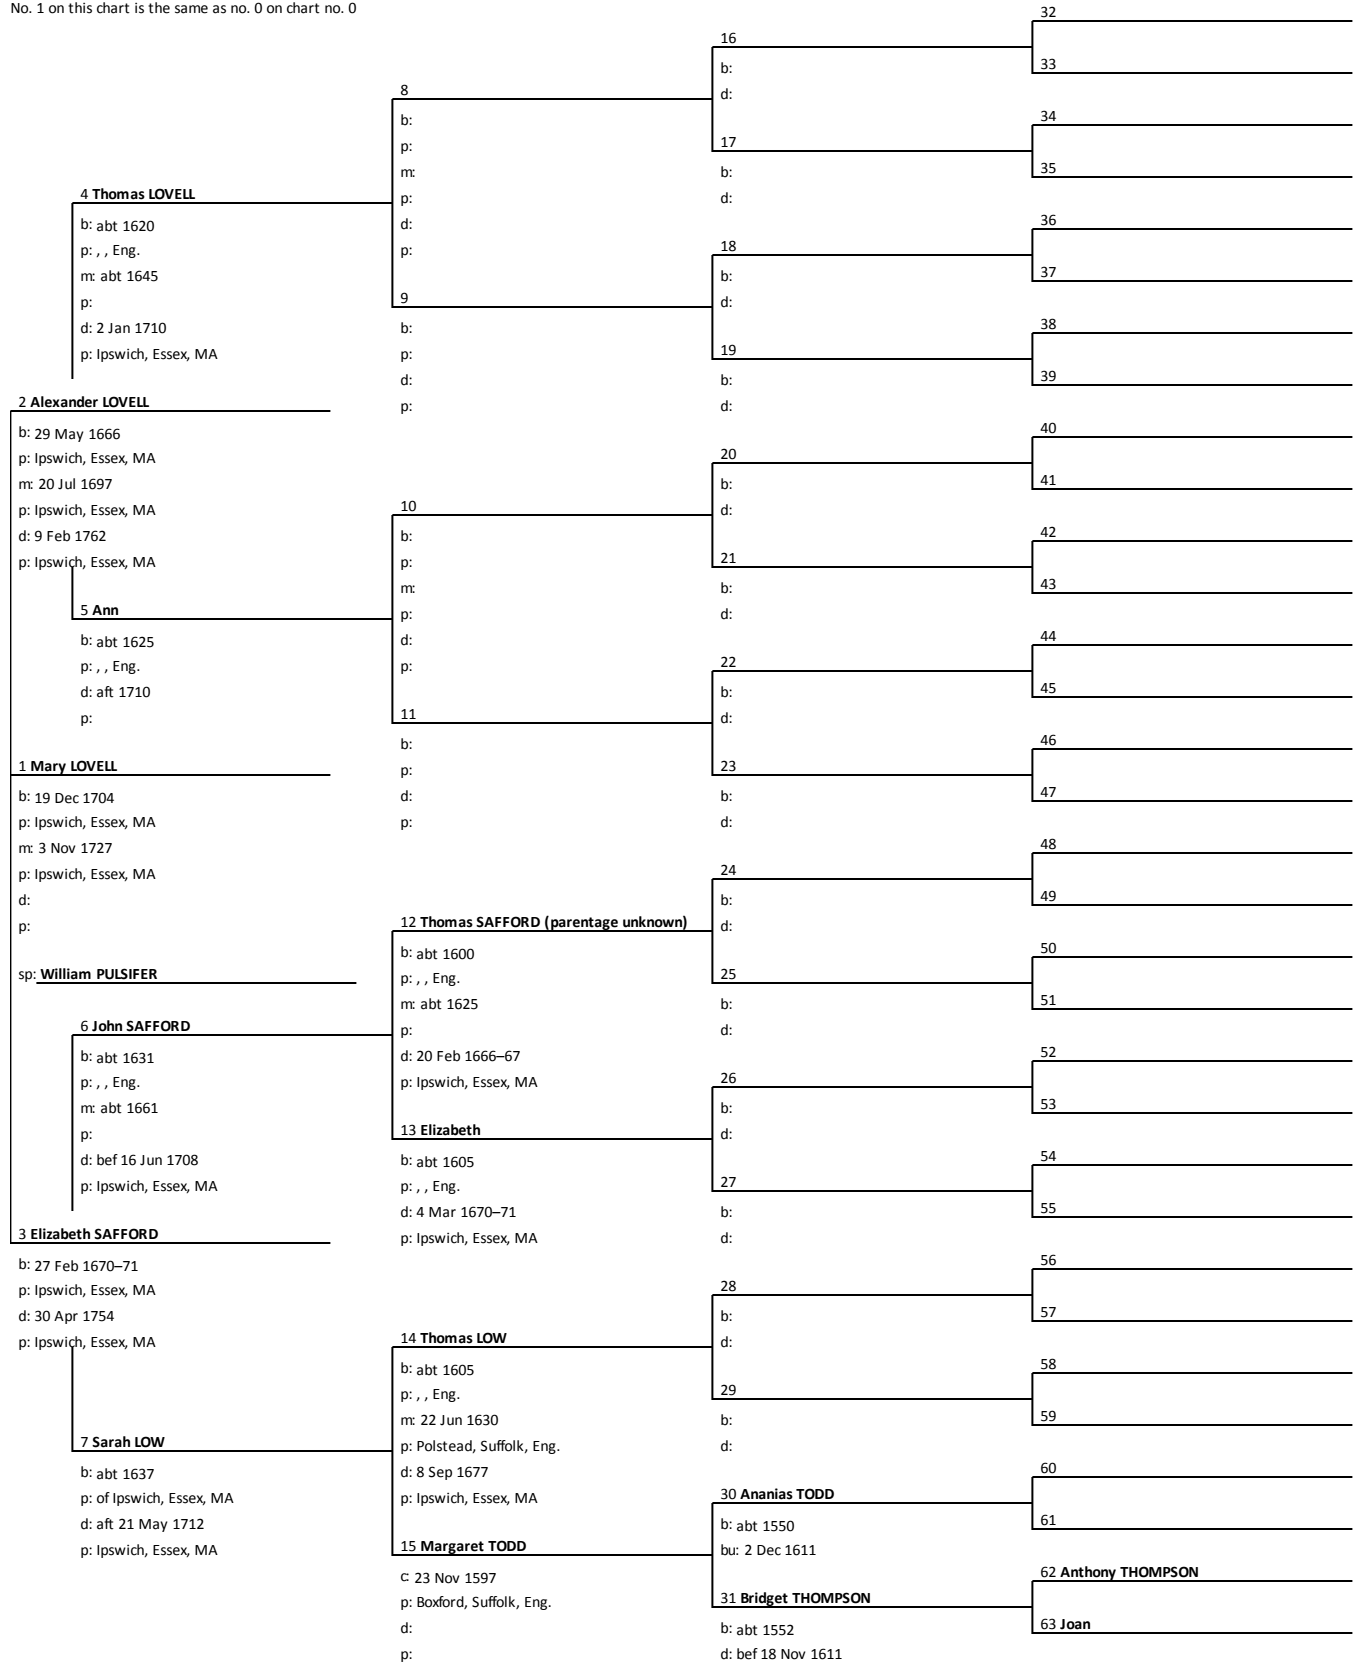 No. 1 on this chart is the same as no. 0 on chart no. 0
4 Thomas LOVELL
b: abt 1620
p: , , Eng.
m: abt 1645
p:
d: 2 Jan 1710
p: Ipswich, Essex, MA
2 Alexander LOVELL
b: 29 May 1666
p: Ipswich, Essex, MA
m: 20 Jul 1697
p: Ipswich, Essex, MA
d: 9 Feb 1762
p: Ipswich, Essex, MA
5 Ann
b: abt 1625
p: , , Eng.
d: aft 1710
p:
1 Mary LOVELL
b: 19 Dec 1704
p: Ipswich, Essex, MA
m: 3 Nov 1727
p: Ipswich, Essex, MA
d:
p:
sp: William PULSIFER
6 John SAFFORD
b: abt 1631
p: , , Eng.
m: abt 1661
p:
d: bef 16 Jun 1708
p: Ipswich, Essex, MA
3 Elizabeth SAFFORD
b: 27 Feb 1670–71
p: Ipswich, Essex, MA
d: 30 Apr 1754
p: Ipswich, Essex, MA
7 Sarah LOW
b: abt 1637
p: of Ipswich, Essex, MA
d: aft 21 May 1712
p: Ipswich, Essex, MA
8
b:
p:
m:
p:
d:
p:
9
b:
p:
d:
p:
10
b:
p:
m:
p:
d:
p:
11
b:
p:
d:
p:
12 Thomas SAFFORD (parentage unknown)
b: abt 1600
p: , , Eng.
m: abt 1625
p:
d: 20 Feb 1666–67
p: Ipswich, Essex, MA
13 Elizabeth
b: abt 1605
p: , , Eng.
d: 4 Mar 1670–71
p: Ipswich, Essex, MA
14 Thomas LOW
b: abt 1605
p: , , Eng.
m: 22 Jun 1630
p: Polstead, Suffolk, Eng.
d: 8 Sep 1677
p: Ipswich, Essex, MA
15 Margaret TODD
c: 23 Nov 1597
p: Boxford, Suffolk, Eng.
d:
p:
16
b:
d:
17
b:
d:
18
b:
d:
19
b:
d:
20
b:
d:
21
b:
d:
22
b:
d:
23
b:
d:
24
b:
d:
25
b:
d:
26
b:
d:
27
b:
d:
28
b:
d:
29
b:
d:
30 Ananias TODD
b: abt 1550
bu: 2 Dec 1611
31 Bridget THOMPSON
b: abt 1552
d: bef 18 Nov 1611
32
33
34
35
36
37
38
39
40
41
42
43
44
45
46
47
48
49
50
51
52
53
54
55
56
57
58
59
60
61
62 Anthony THOMPSON
63 Joan